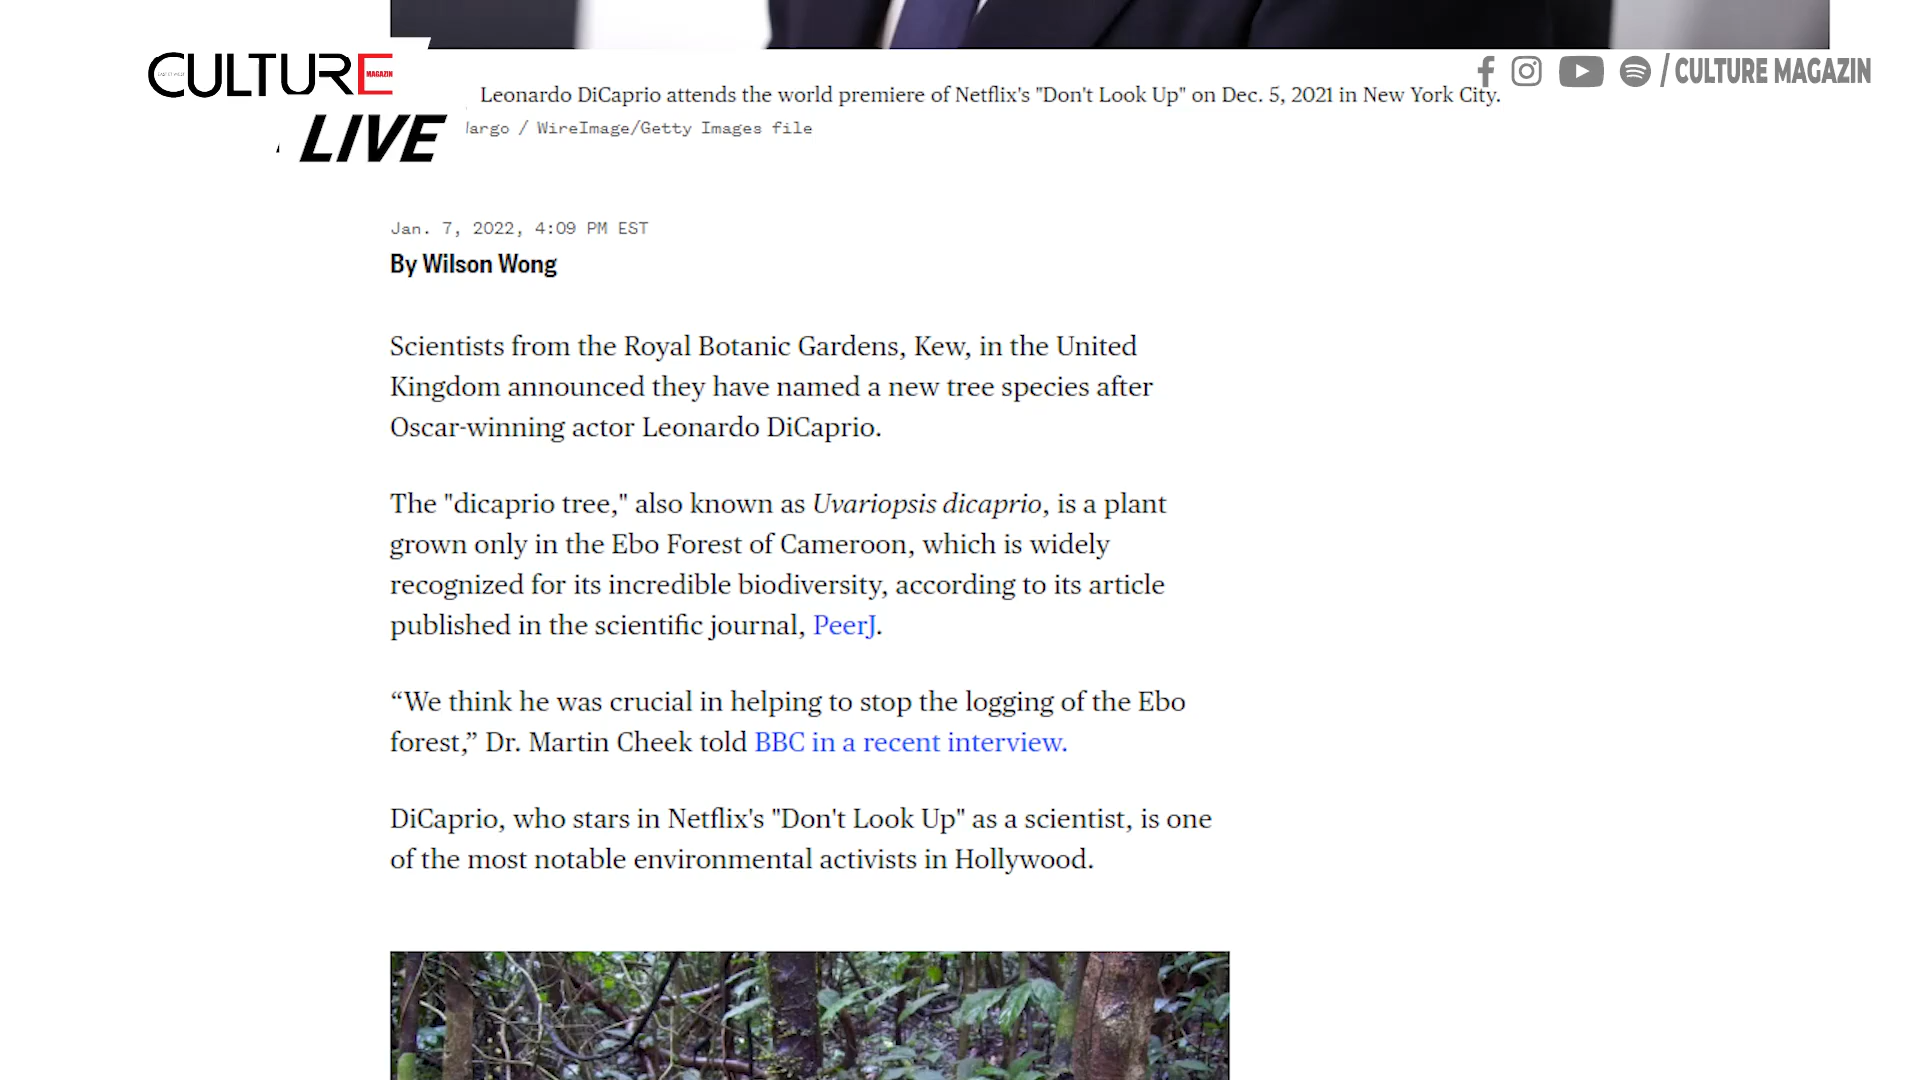 CULTURE
MAGAZIN
LIVE
/ CULTURE MAGAZIN
Leonardo DiCaprio attends the world premiere of Netflix's "Don't Look Up" on Dec. 5, 2021 in New York City.
/ WireImage/Getty Images file
Jan. 7, 2022, 4:09 PM EST
By Wilson Wong
Scientists from the Royal Botanic Gardens, Kew, in the United
Kingdom announced they have named a new tree species after
Oscar-winning actor Leonardo DiCaprio.
The "dicaprio tree," also known as Uvariopsis dicaprio, is a plant
grown only in the Ebo Forest of Cameroon, which is widely
recognized for its incredible biodiversity, according to its article
published in the scientific journal, PeerJ.
“We think he was crucial in helping to stop the logging of the Ebo
forest,” Dr. Martin Cheek told BBC in a recent interview.
DiCaprio, who stars in Netflix's "Don't Look Up" as a scientist, is one
of the most notable environmental activists in Hollywood.